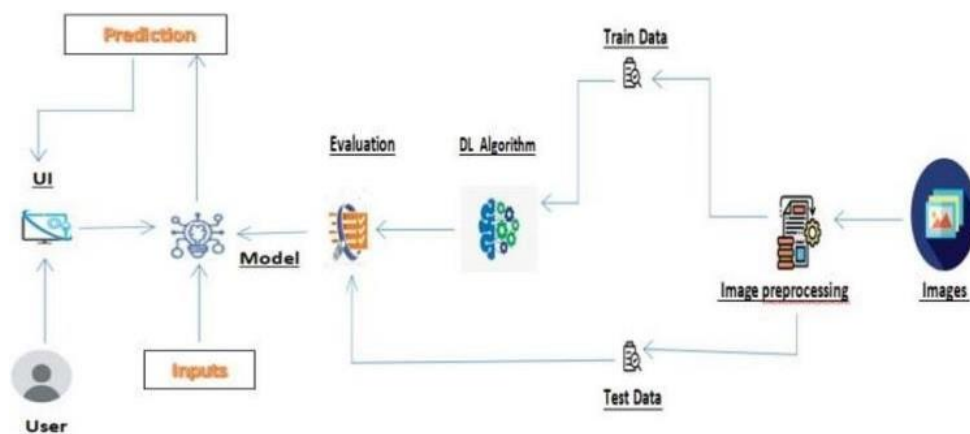 Prediction
Train Data
Evaluation
DL Algorithm
UI
Model
Image preprocessing
Images
Inputs
Test Data
User